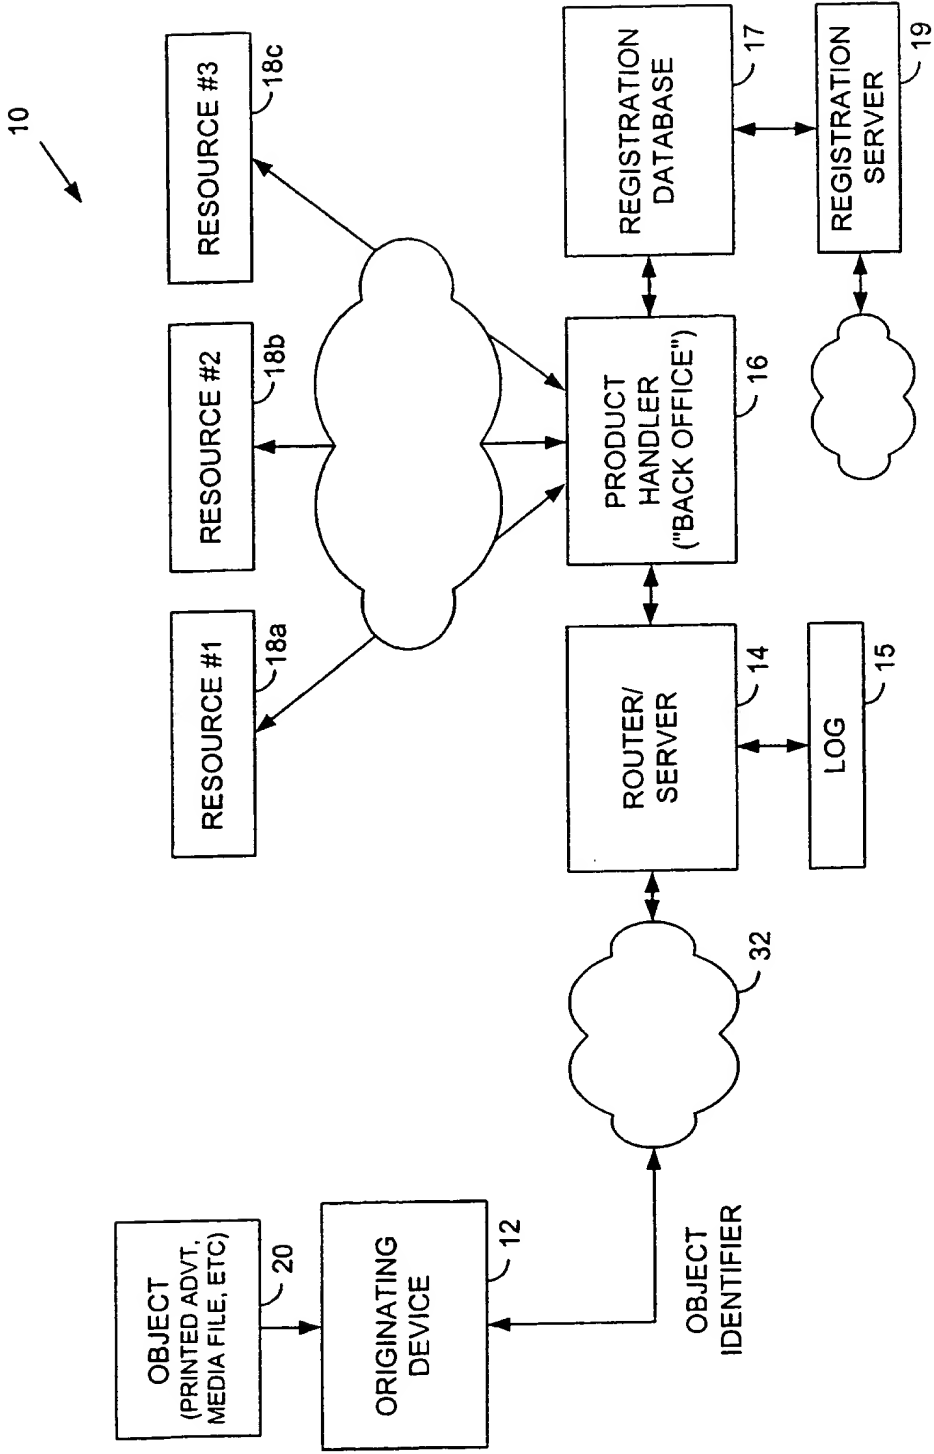 10
OBJECT
(PRINTED ADVT,
MEDIA FILE, ETC)
20
ORIGINATING
DEVICE
12
OBJECT
IDENTIFIER
32
RESOURCE #1
18a
RESOURCE #2
18b
RESOURCE #3
18c
ROUTER/
SERVER
14
LOG
15
PRODUCT
HANDLER
("BACK OFFICE")
16
REGISTRATION
DATABASE
17
REGISTRATION
SERVER
19